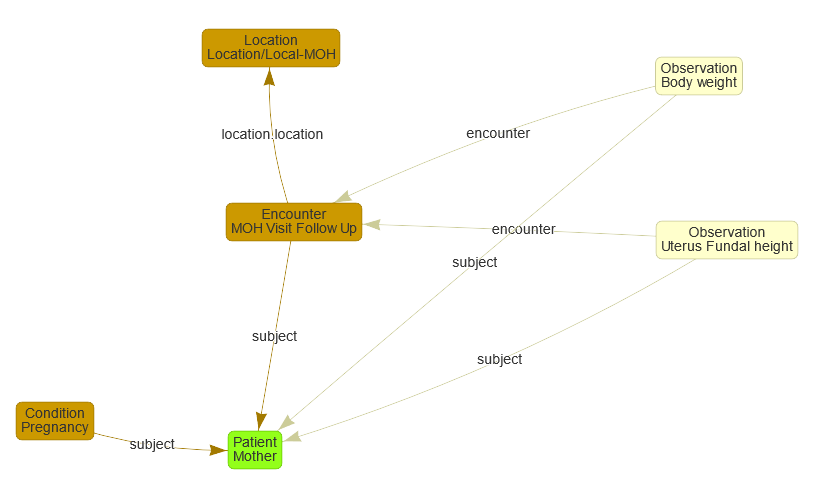 Location
Location/Local-MOH
Observation
Body weight
location.location
encounter
Encounter
MOH Visit Follow Up
encounter
Observation
Uterus Fundal height
subject
subject
subject
Condition
Pregnancy
subject
Patient
Mother